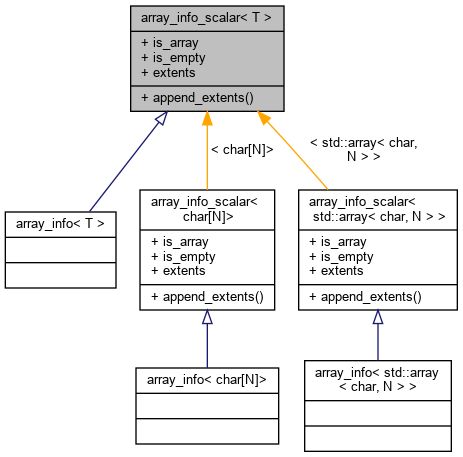 array_info_scalar< T >
+ is_array
+ is_empty
+ extents
+ append_extents()
< char[N]>
< std::array< char,
N > >
array_info< T >
array_info_scalar<
char[N]>
+ is_array
+ is_empty
+ extents
+ append_extents()
array_info_scalar<
std::array< char, N > >
+ is_array
+ is_empty
+ extents
+ append_extents()
array_info< char[N]>
array_info< std::array
< char, N > >